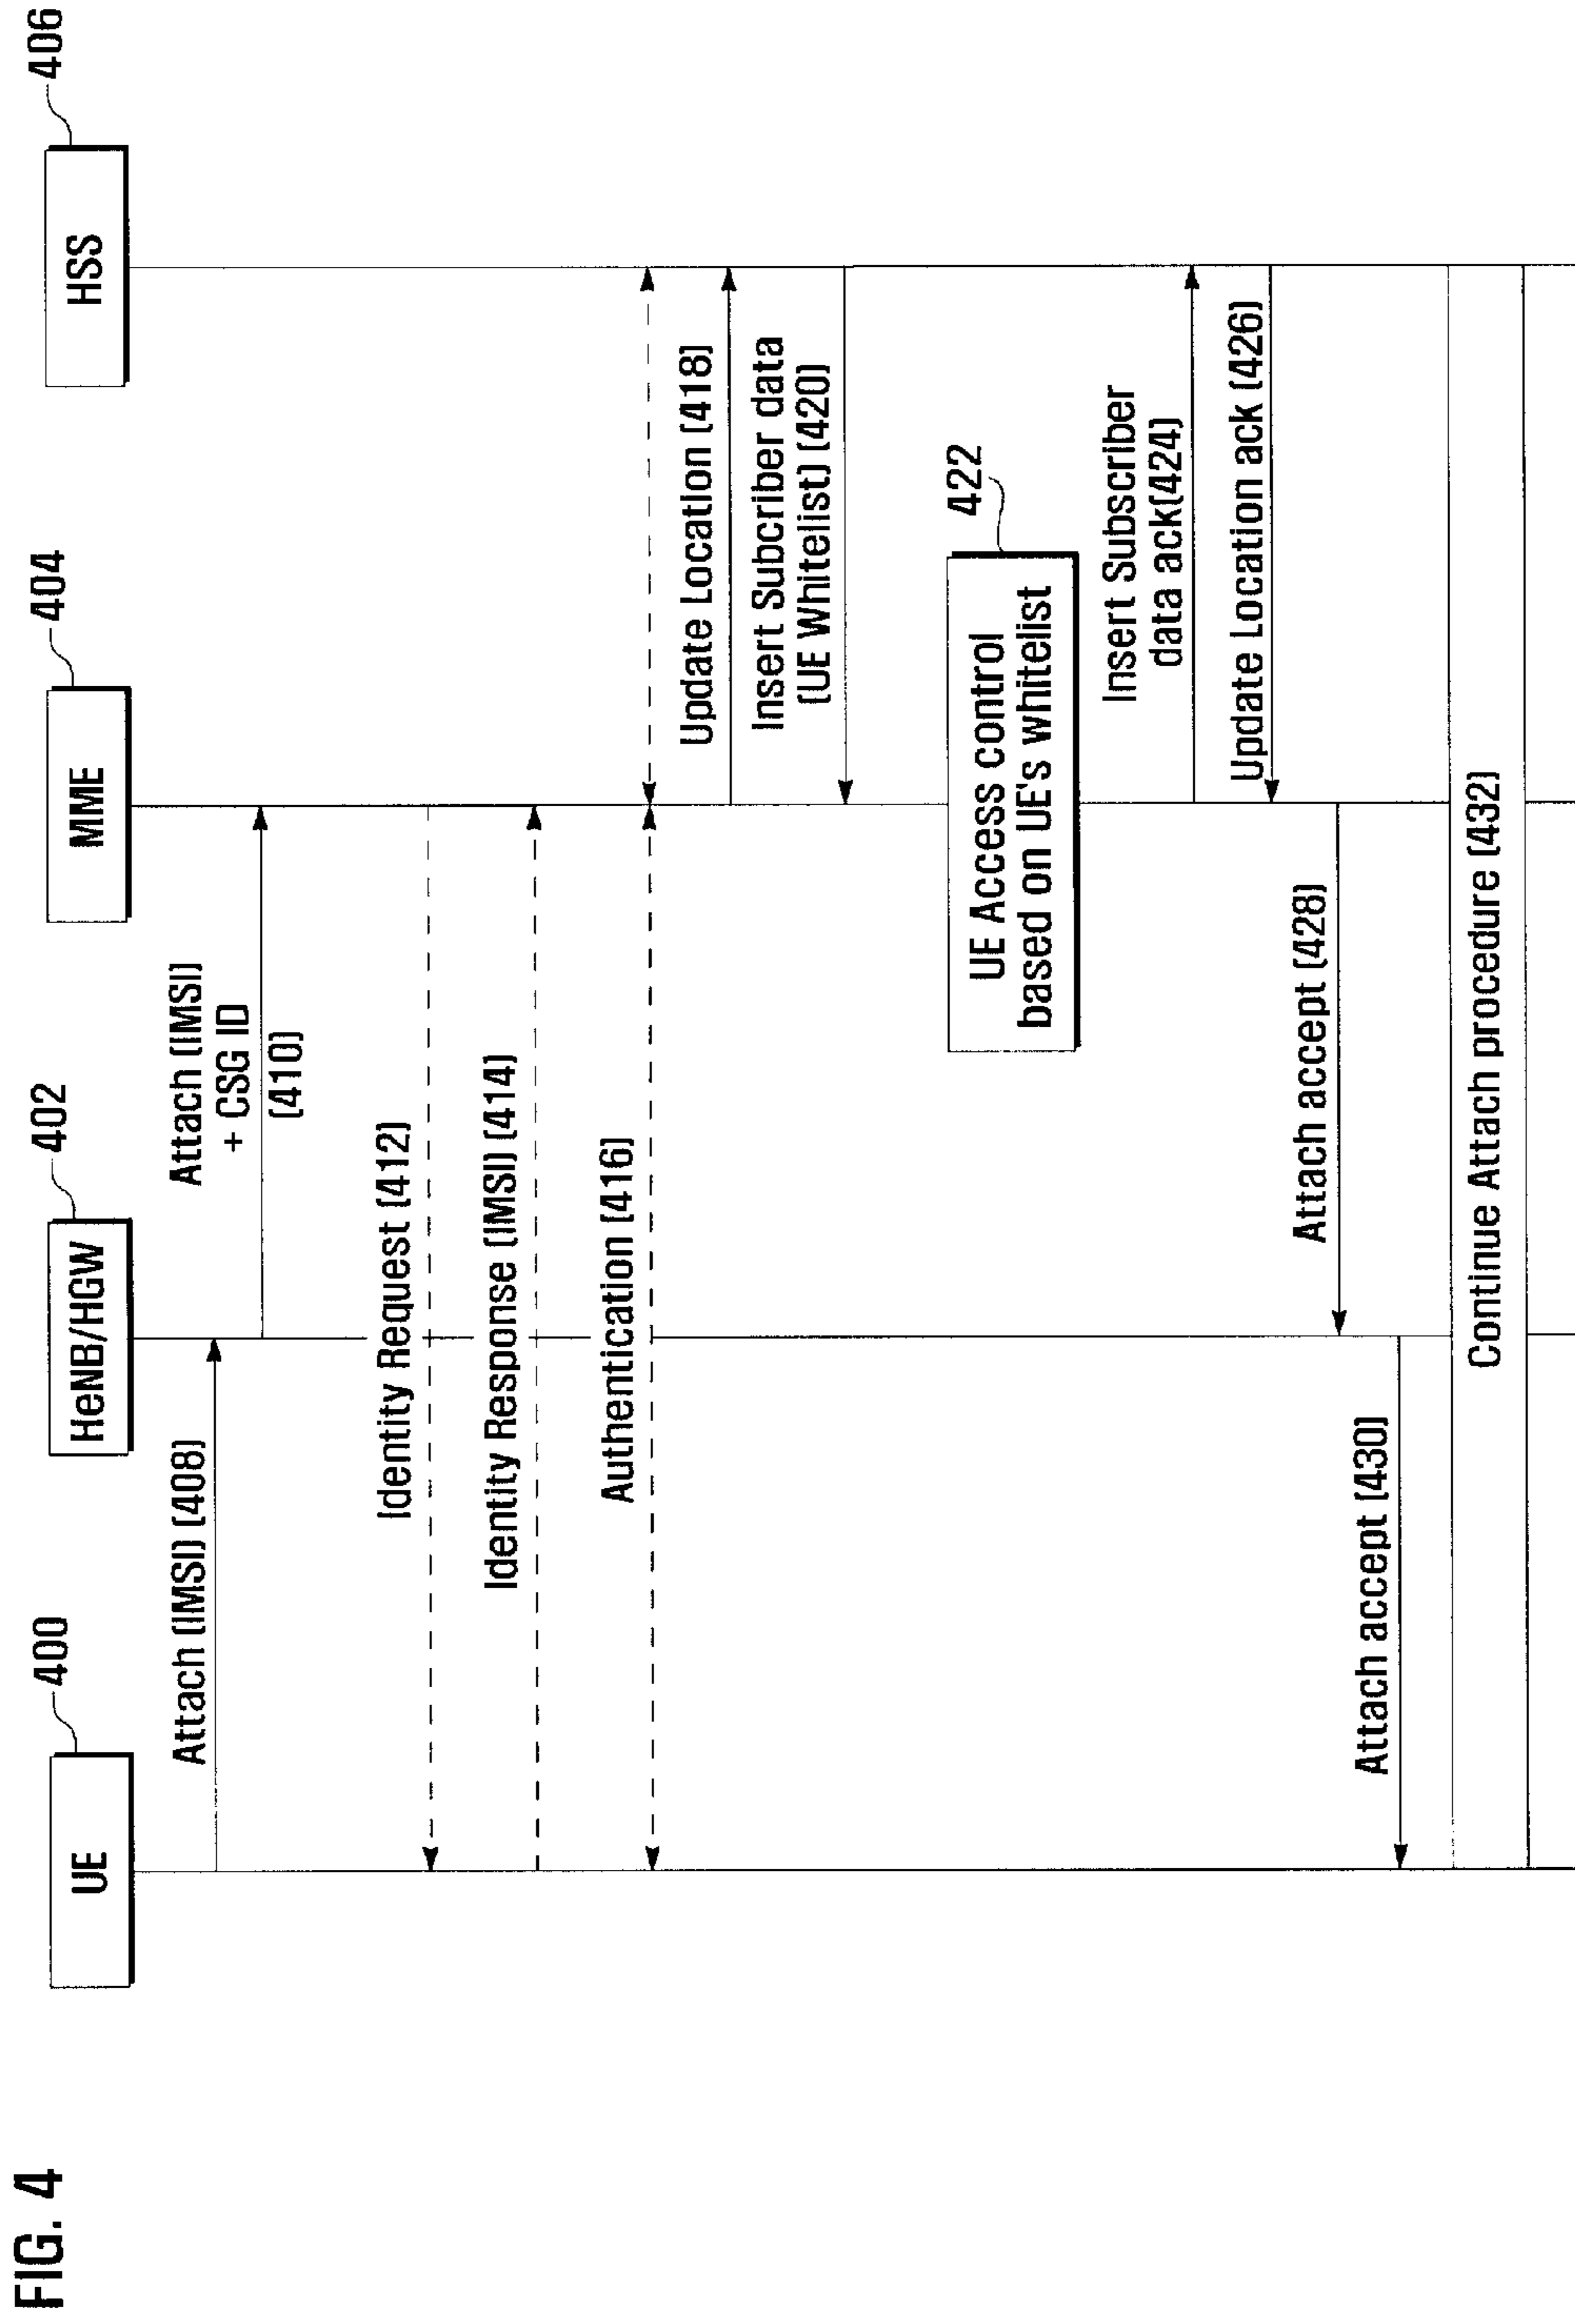 FIG. 4
400
402
404
406
UE
HeNB/HGW
MME
HSS
Attach (IMSI) (408)
Attach (IMSI)
+ CSG ID
(410)
Identity Request (412)
Identity Response (IMSI) (414)
Authentication (416)
Update Location (418)
Insert Subcriber data
(UE Whitelist) (420)
422
UE Access control
based on UE's whitelist
Insert Subscriber
data ack(424)
Update Location ack (426)
Attach accept (428)
Attach accept (430)
Continue Attach procedure (432)